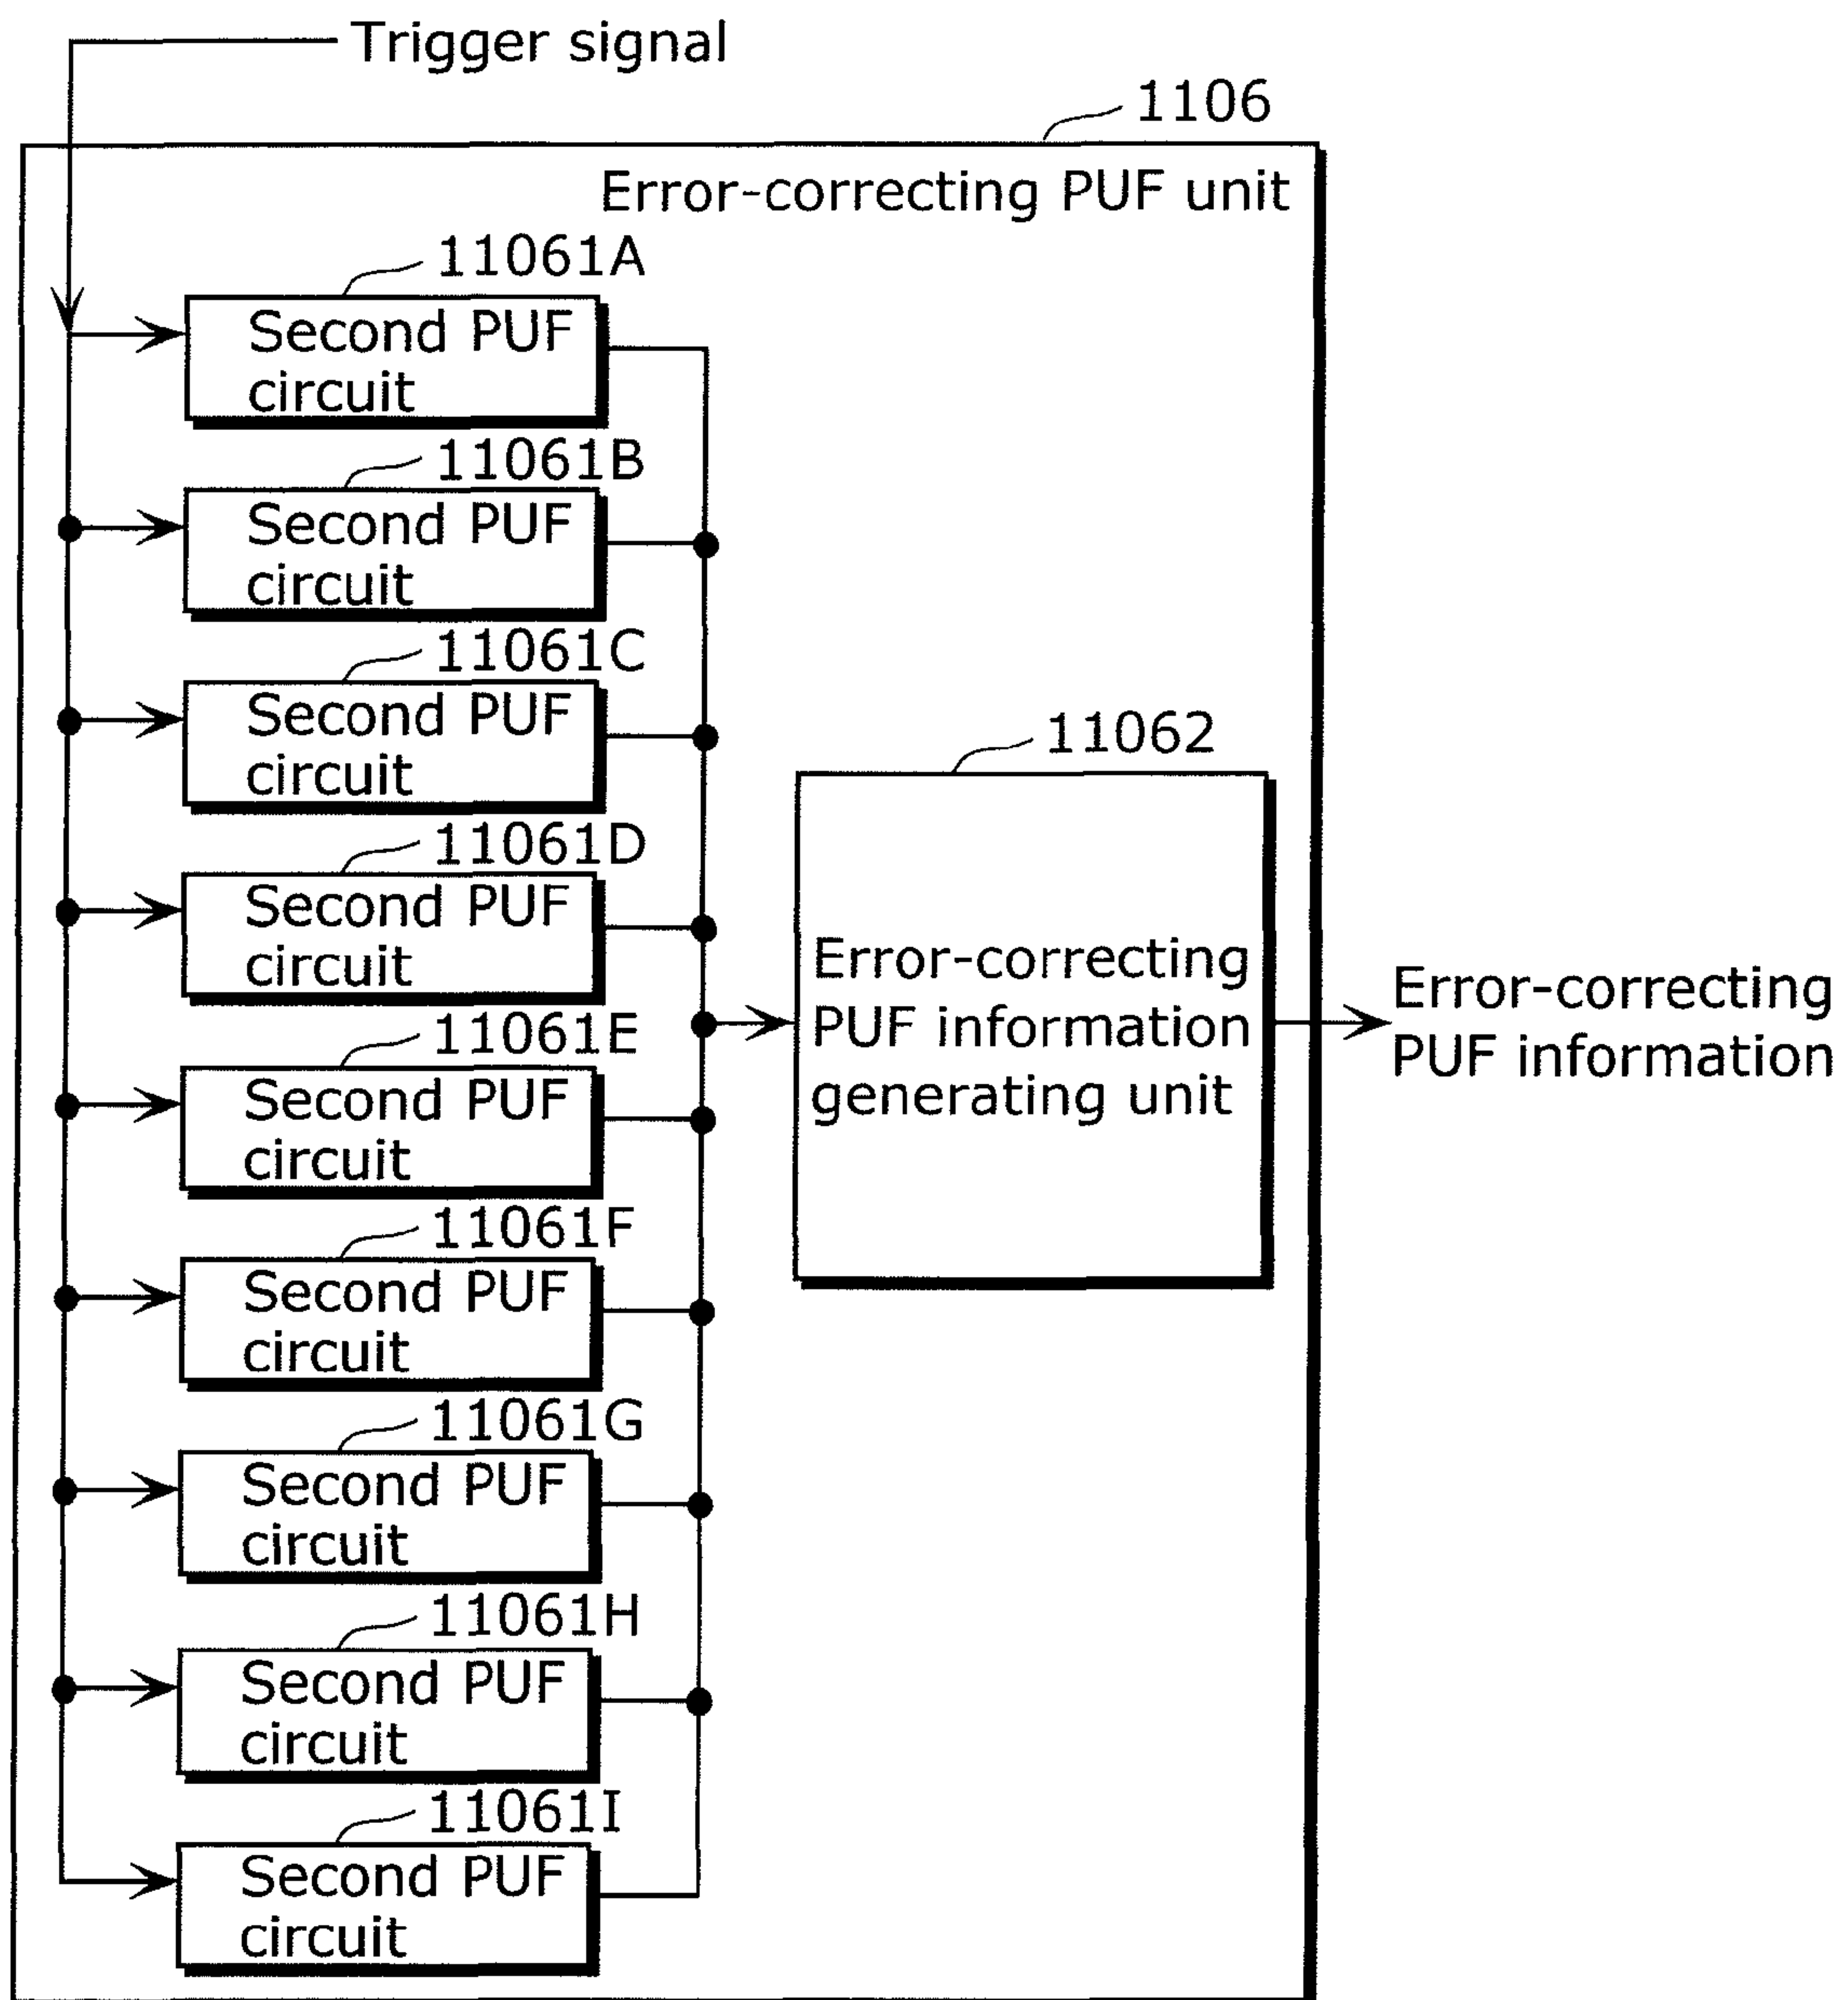 Trigger signal
1106
Error-correcting PUF unit
11061A
Second PUF
circuit
11061B
Second PUF
circuit
11061C
Second PUF
circuit
11061D
Second PUF
circuit
11061E
Second PUF
circuit
11061F
Second PUF
circuit
11061G
Second PUF
circuit
11061H
Second PUF
circuit
11061I
Second PUF
circuit
11062
Error-correcting
PUF information
generating unit
Error-correcting
PUF information